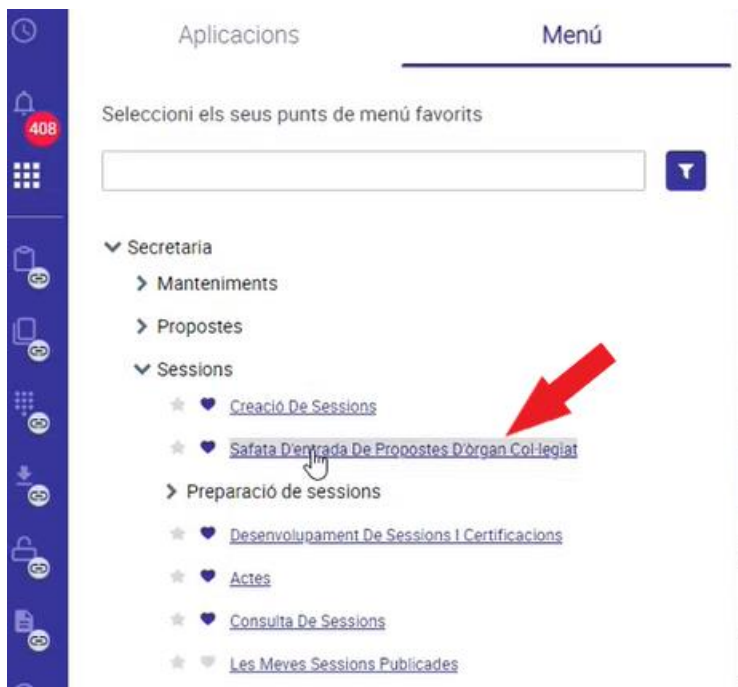 Aplicacions
Menú
408
Seleccioni els seus punts de menú favorits
Secretaria
Manteniments
Propostes
Sessions
Creació De Sessions
Safata D'entrada De Propostes D'òrgan Col·legiat
Preparació de sessions
Desenvolupament De Sessions I Certificacions
Actes
Consulta De Sessions
Les Meves Sessions Publicades